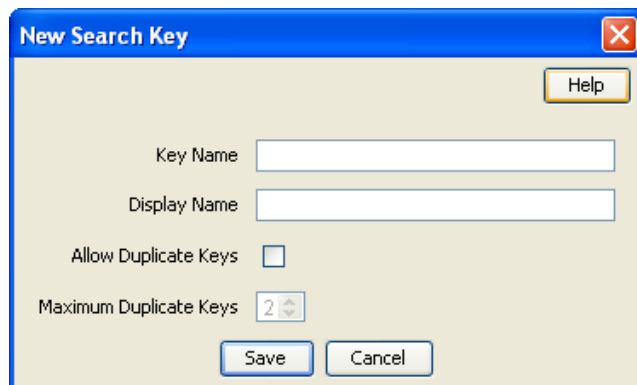 New Search Key
Help
Key Name
Display Name
Allow Duplicate Keys
Maximum Duplicate Keys 2
Save Cancel